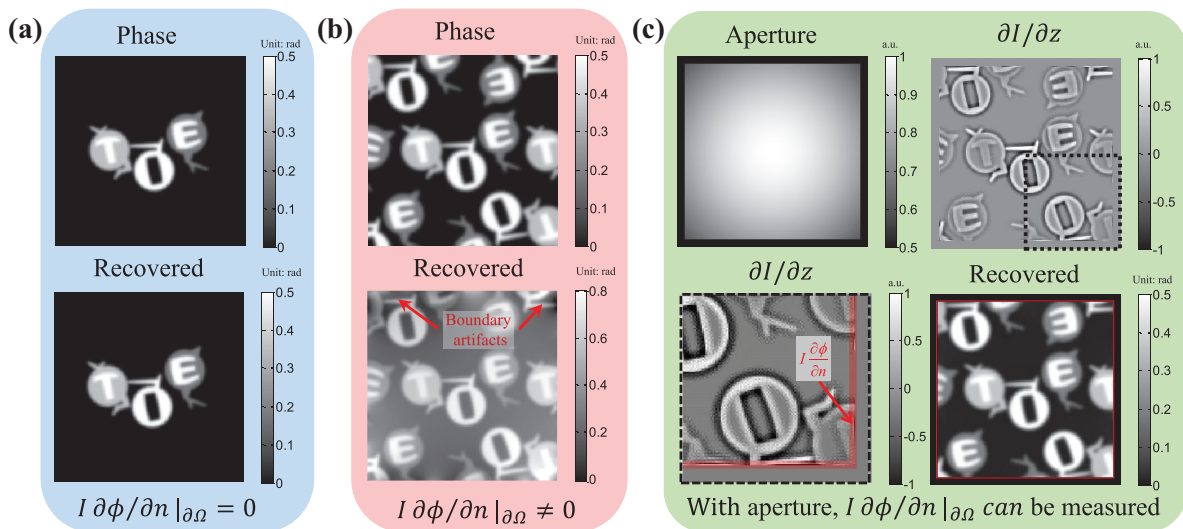 (a)
Phase
Unit: rad
0.5
0.4
0.3
0.2
0.1
0
T I E
Recovered
Unit: rad
0.5
0.4
0.3
0.2
0.1
0
T I E
I ∂ϕ/∂n |∂Ω = 0
(b)
Phase
Unit: rad
0.5
0.4
0.3
0.2
0.1
0
I E
T I E
E I T
Recovered
Unit: rad
0.8
0.6
0.4
0.2
0
Boundary
artifacts
I E
T I E
E I T
I ∂ϕ/∂n |∂Ω ≠ 0
(c)
Aperture
a.u.
1
0.9
0.8
0.7
0.6
0.5
∂I/∂z
a.u.
1
0.5
0
-0.5
-1
I E
T I E
E I
∂I/∂z
a.u.
1
0.5
0
-0.5
-1
I ∂ϕ/∂n
I
Recovered
Unit: rad
0.5
0.4
0.3
0.2
0.1
0
I E
T I E
E I T
With aperture, I ∂ϕ/∂n |∂Ω can be measured